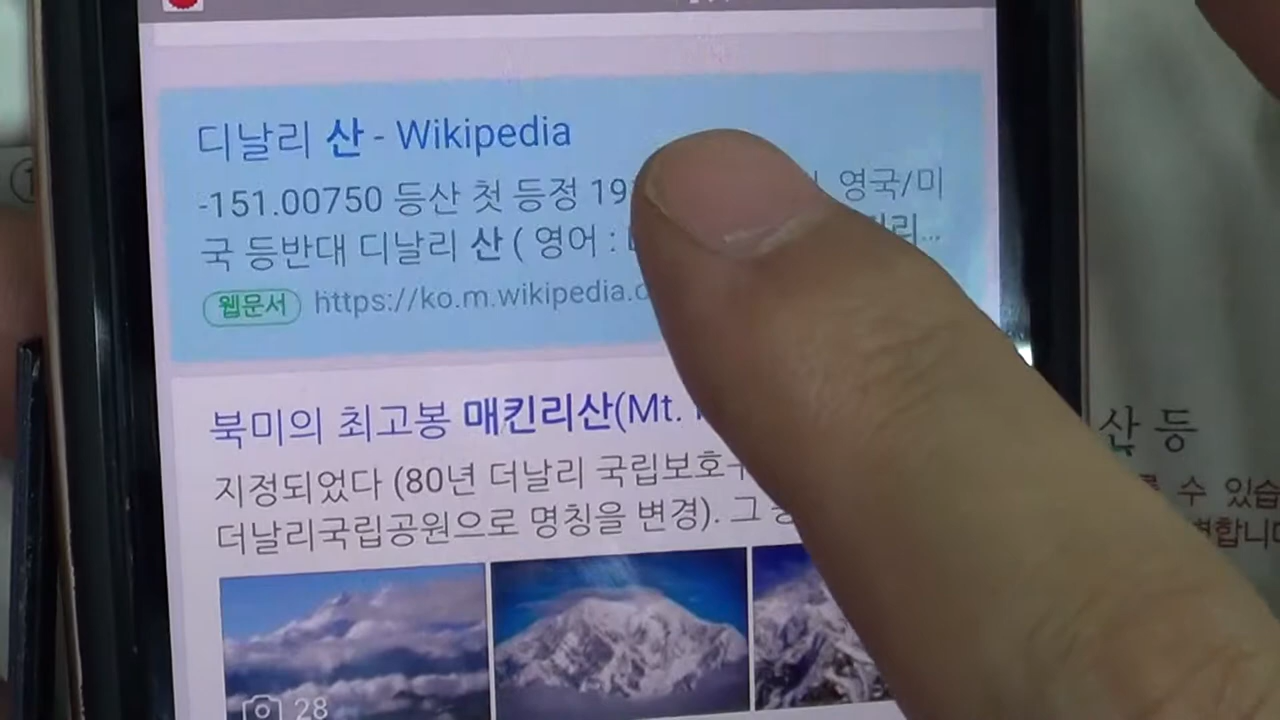 디날리 산 - Wikipedia
-151.00750 등산 첫 등정 19 영국/미
국 등반대 디날리 산 ( 영어 :
웹문서 https://ko.m.wikipedia.
북미의 최고봉 매킨리산(Mt.
지정되었다 (80년 더날리 국립보호
더날리국립공원으로 명칭을 변경). 그
28
산 등
수 있습
합니다